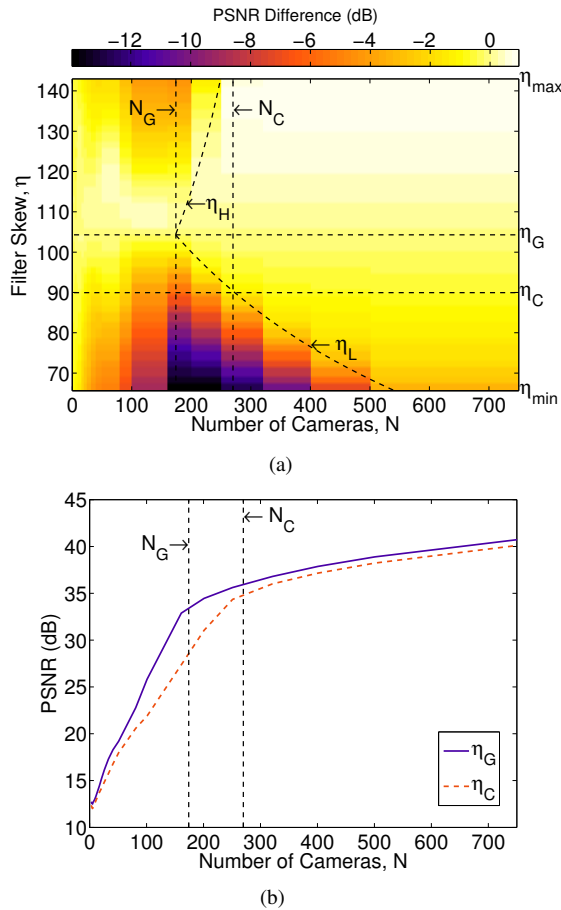 PSNR Difference (dB)
−12 −10 −8 −6 −4 −2 0
140
130
120
110
100
90
80
70
Filter Skew, η
N_G
N_C
η_H
η_L
η_max
η_G
η_C
η_min
0 100 200 300 400 500 600 700
Number of Cameras, N
(a)
45
40
35
30
25
20
15
10
PSNR (dB)
N_G
N_C
η_G
η_C
0 100 200 300 400 500 600 700
Number of Cameras, N
(b)